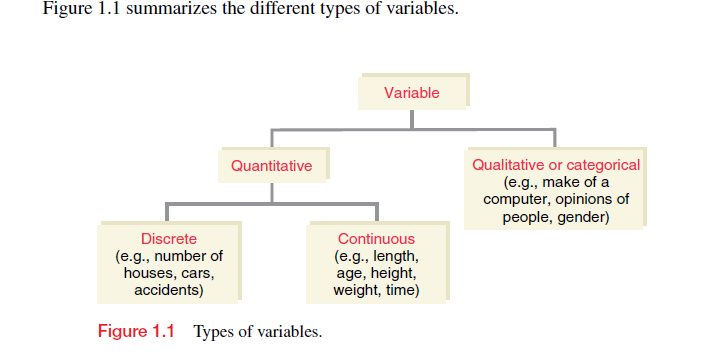 Figure 1.1 summarizes the different types of variables.
Variable
Quantitative
Qualitative or categorical
(e.g., make of a
computer, opinions of
people, gender)
Discrete
(e.g., number of
houses, cars,
accidents)
Continuous
(e.g., length,
age, height,
weight, time)
Figure 1.1 Types of variables.